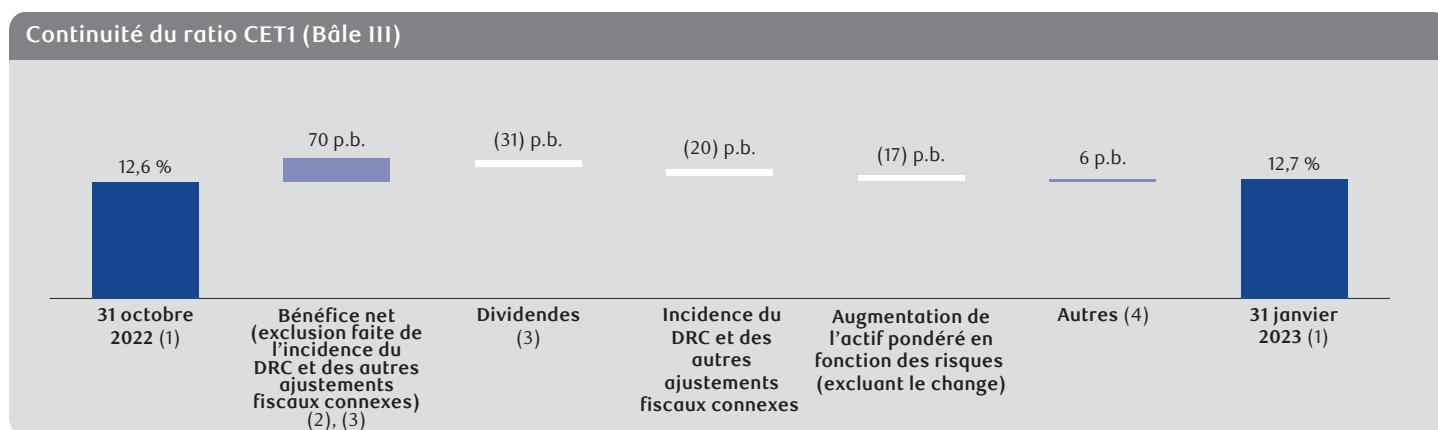 Continuité du ratio CET1 (Bâle III)
12,6 %
70 p.b.
(31) p.b.
(20) p.b.
(17) p.b.
6 p.b.
12,7 %
31 octobre
2022 (1)
Bénéfice net
(exclusion faite de
l'incidence du
DRC et des autres
ajustements
fiscaux connexes)
(2), (3)
Dividendes
(3)
Incidence du
DRC et des
autres
ajustements
fiscaux connexes
Augmentation de
l'actif pondéré en
fonction des risques
(excluant le change)
Autres (4)
31 janvier
2023 (1)